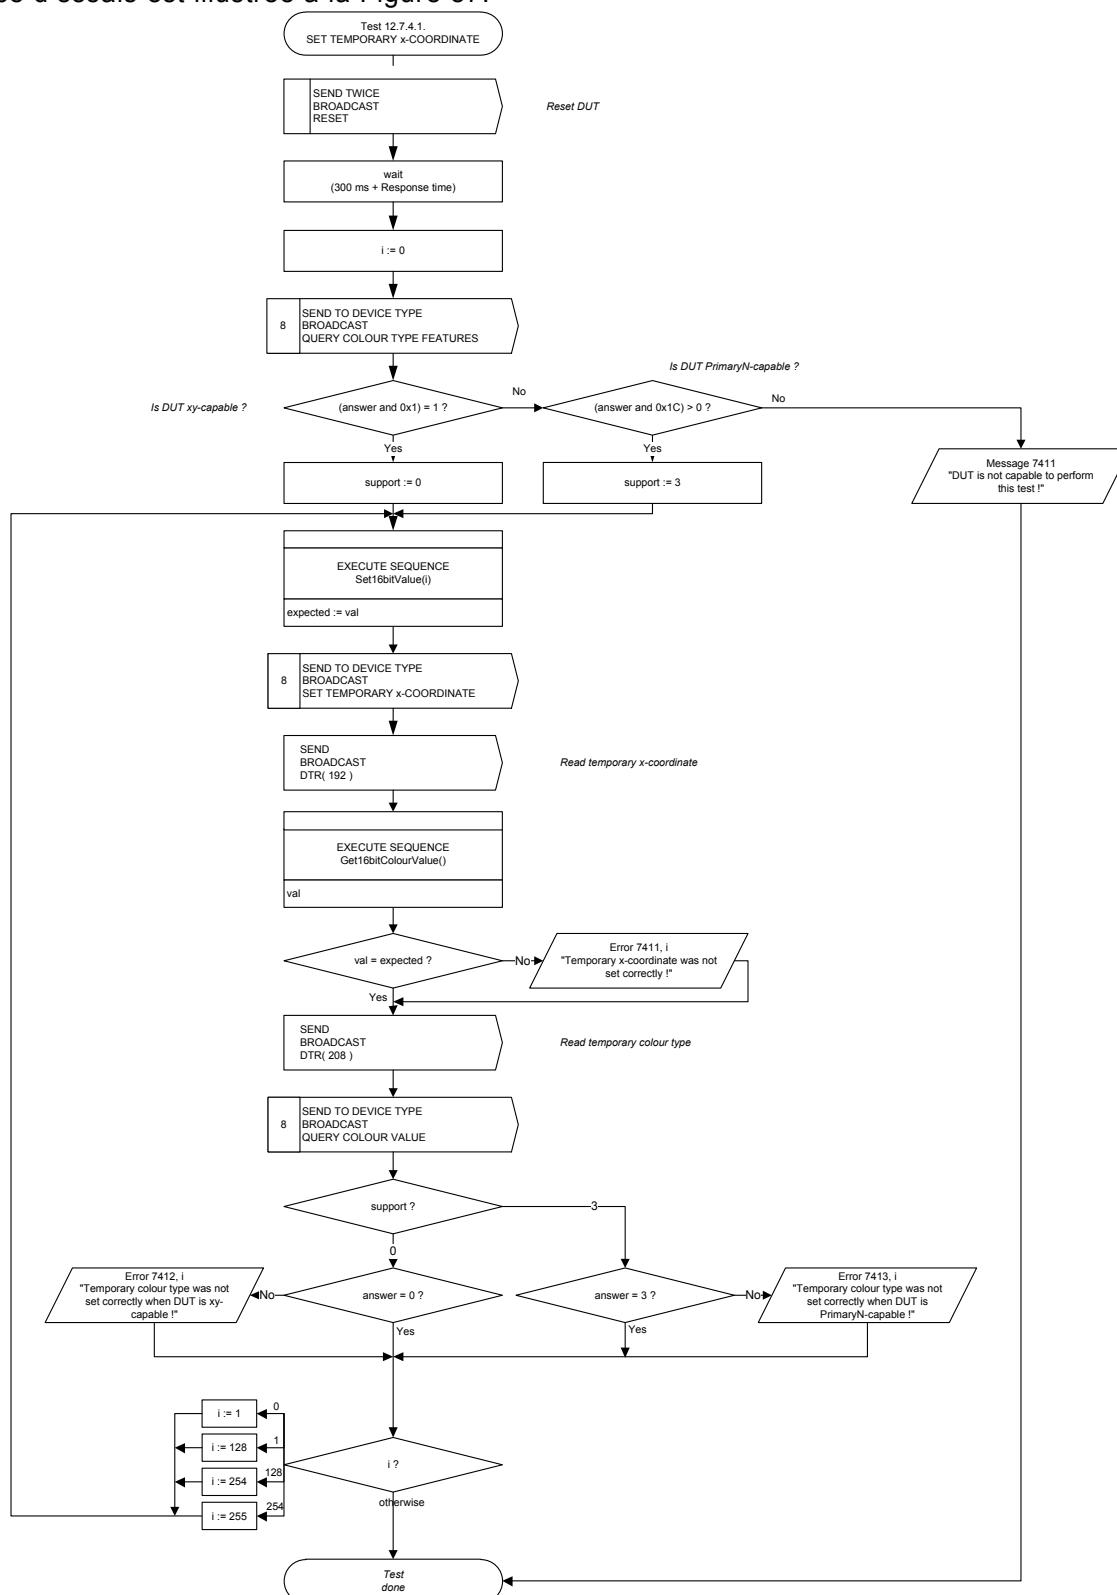 Test 12.7.4.1.
SET TEMPORARY x-COORDINATE
SEND TWICE
BROADCAST
RESET
Reset DUT
wait
(300 ms + Response time)
i := 0
8
SEND TO DEVICE TYPE
BROADCAST
QUERY COLOUR TYPE FEATURES
Is DUT PrimaryN-capable ?
Is DUT xy-capable ?
(answer and 0x1) = 1 ?
No
(answer and 0x1C) > 0 ?
No
Yes
Yes
Message 7411
"DUT is not capable to perform
this test !"
support := 0
support := 3
EXECUTE SEQUENCE
Set16bitValue(i)
expected := val
8
SEND TO DEVICE TYPE
BROADCAST
SET TEMPORARY x-COORDINATE
SEND
BROADCAST
DTR( 192 )
Read temporary x-coordinate
EXECUTE SEQUENCE
Get16bitColourValue()
val
val = expected ?
No
Error 7411, i
"Temporary x-coordinate was not
set correctly !"
Yes
SEND
BROADCAST
DTR( 208 )
Read temporary colour type
8
SEND TO DEVICE TYPE
BROADCAST
QUERY COLOUR VALUE
support ?
3
0
Error 7412, i
"Temporary colour type was not
set correctly when DUT is xy-
capable !"
No
answer = 0 ?
answer = 3 ?
No
Error 7413, i
"Temporary colour type was not
set correctly when DUT is
PrimaryN-capable !"
Yes
Yes
i := 1
0
i := 128
1
i := 254
128
i := 255
254
i ?
otherwise
Test
done